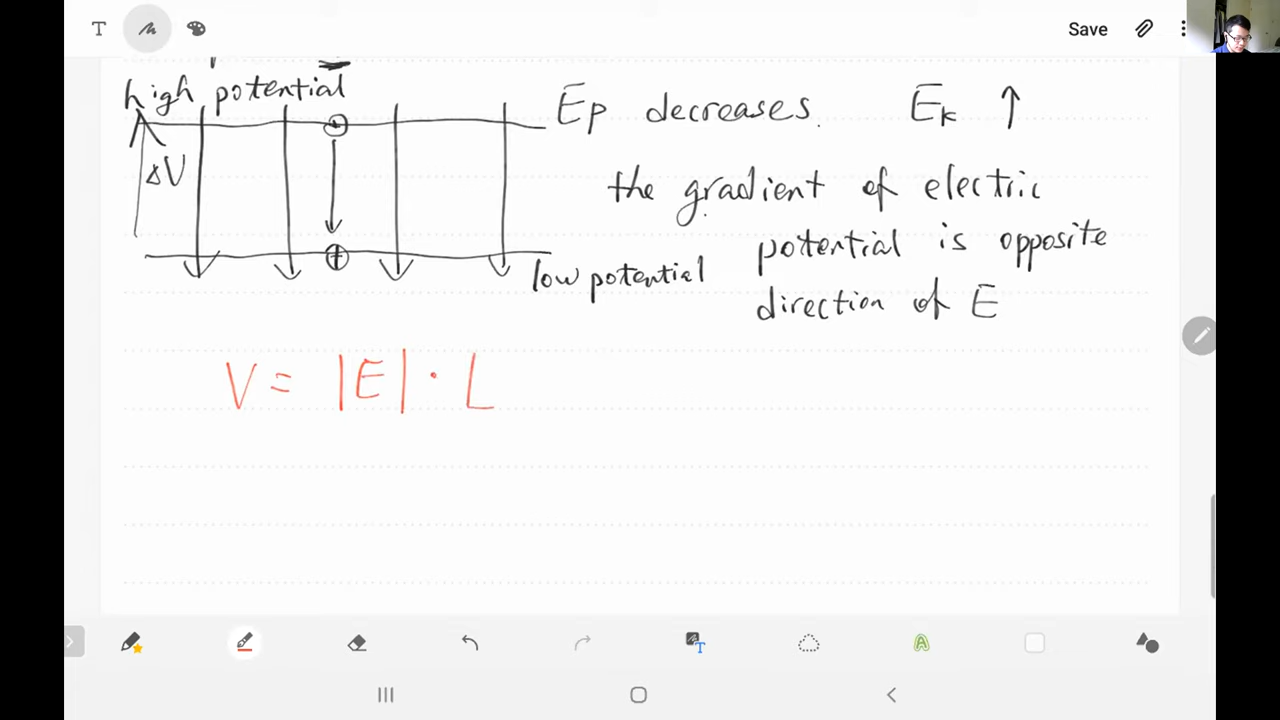 T
Save
high potential
Ep decreases. Ek ↑
ΔV
the gradient of electric
potential is opposite
low potential
direction of E
V = |E| · L
T
A